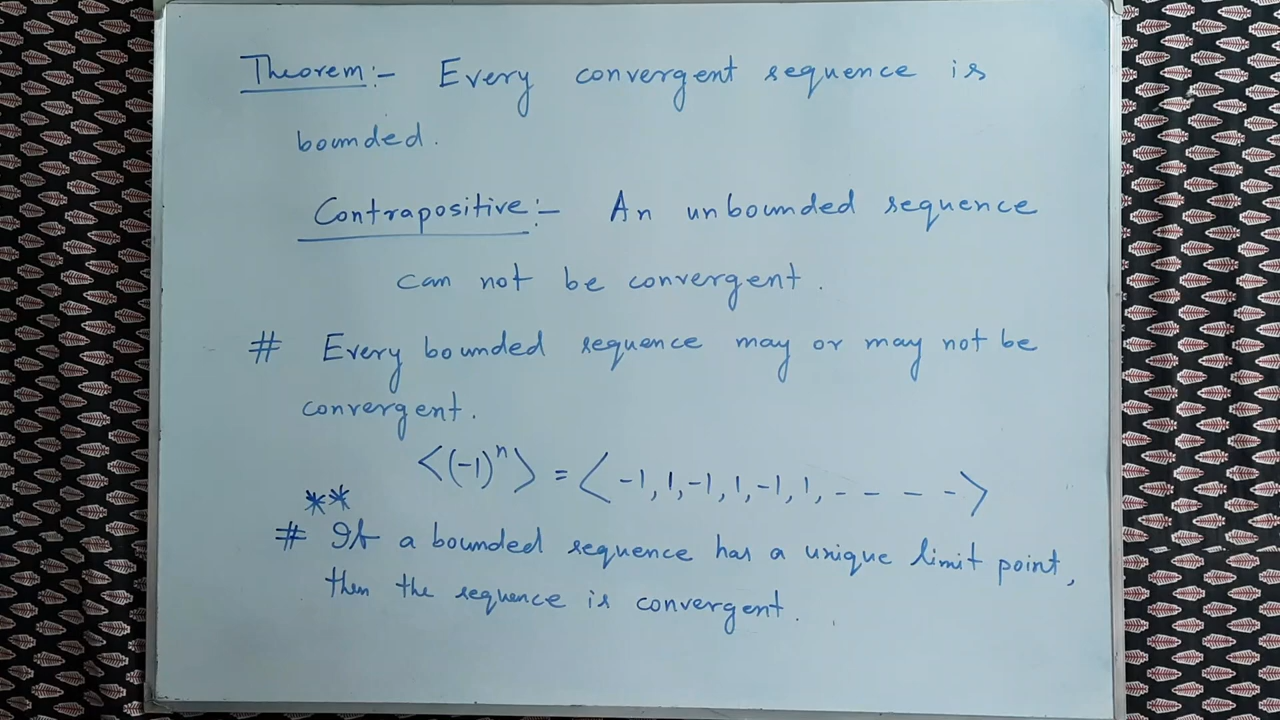 Theorem:- Every convergent sequence is
bounded.
Contrapositive:- An unbounded sequence
can not be convergent.
# Every bounded sequence may or may not be
convergent.
<(-1)ⁿ> = < -1, 1, -1, 1, -1, 1, - - - - >
**
# If a bounded sequence has a unique limit point,
then the sequence is convergent.